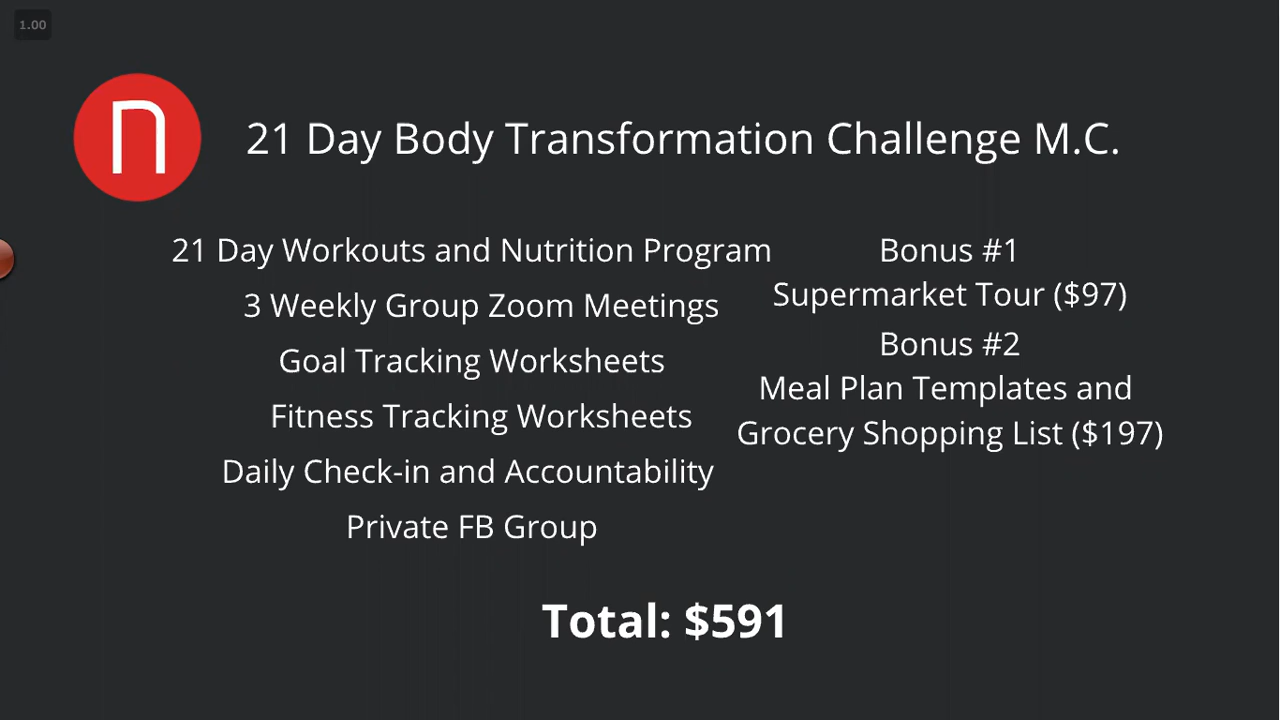 1.00
n
21 Day Body Transformation Challenge M.C.
21 Day Workouts and Nutrition Program
3 Weekly Group Zoom Meetings
Goal Tracking Worksheets
Fitness Tracking Worksheets
Daily Check-in and Accountability
Private FB Group
Bonus #1
Supermarket Tour ($97)
Bonus #2
Meal Plan Templates and
Grocery Shopping List ($197)
Total: $591